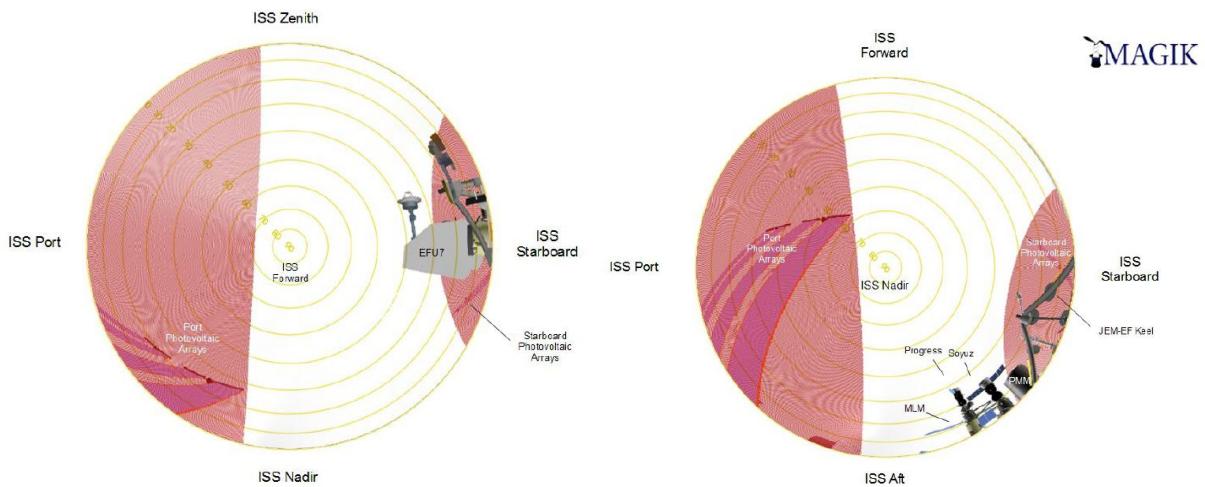 ISS Zenith
ISS Port
EFU7
ISS
Starboard
ISS
Forward
Port
Photovoltaic
Arrays
Starboard
Photovoltaic
Arrays
ISS Nadir
ISS
Forward
MAGIK
Port
Photovoltaic
Arrays
Starboard
Photovoltaic
Arrays
ISS Port
ISS
Starboard
ISS Nadir
JEM-EF Keel
Progress
Soyuz
PMM
MLM
ISS Aft